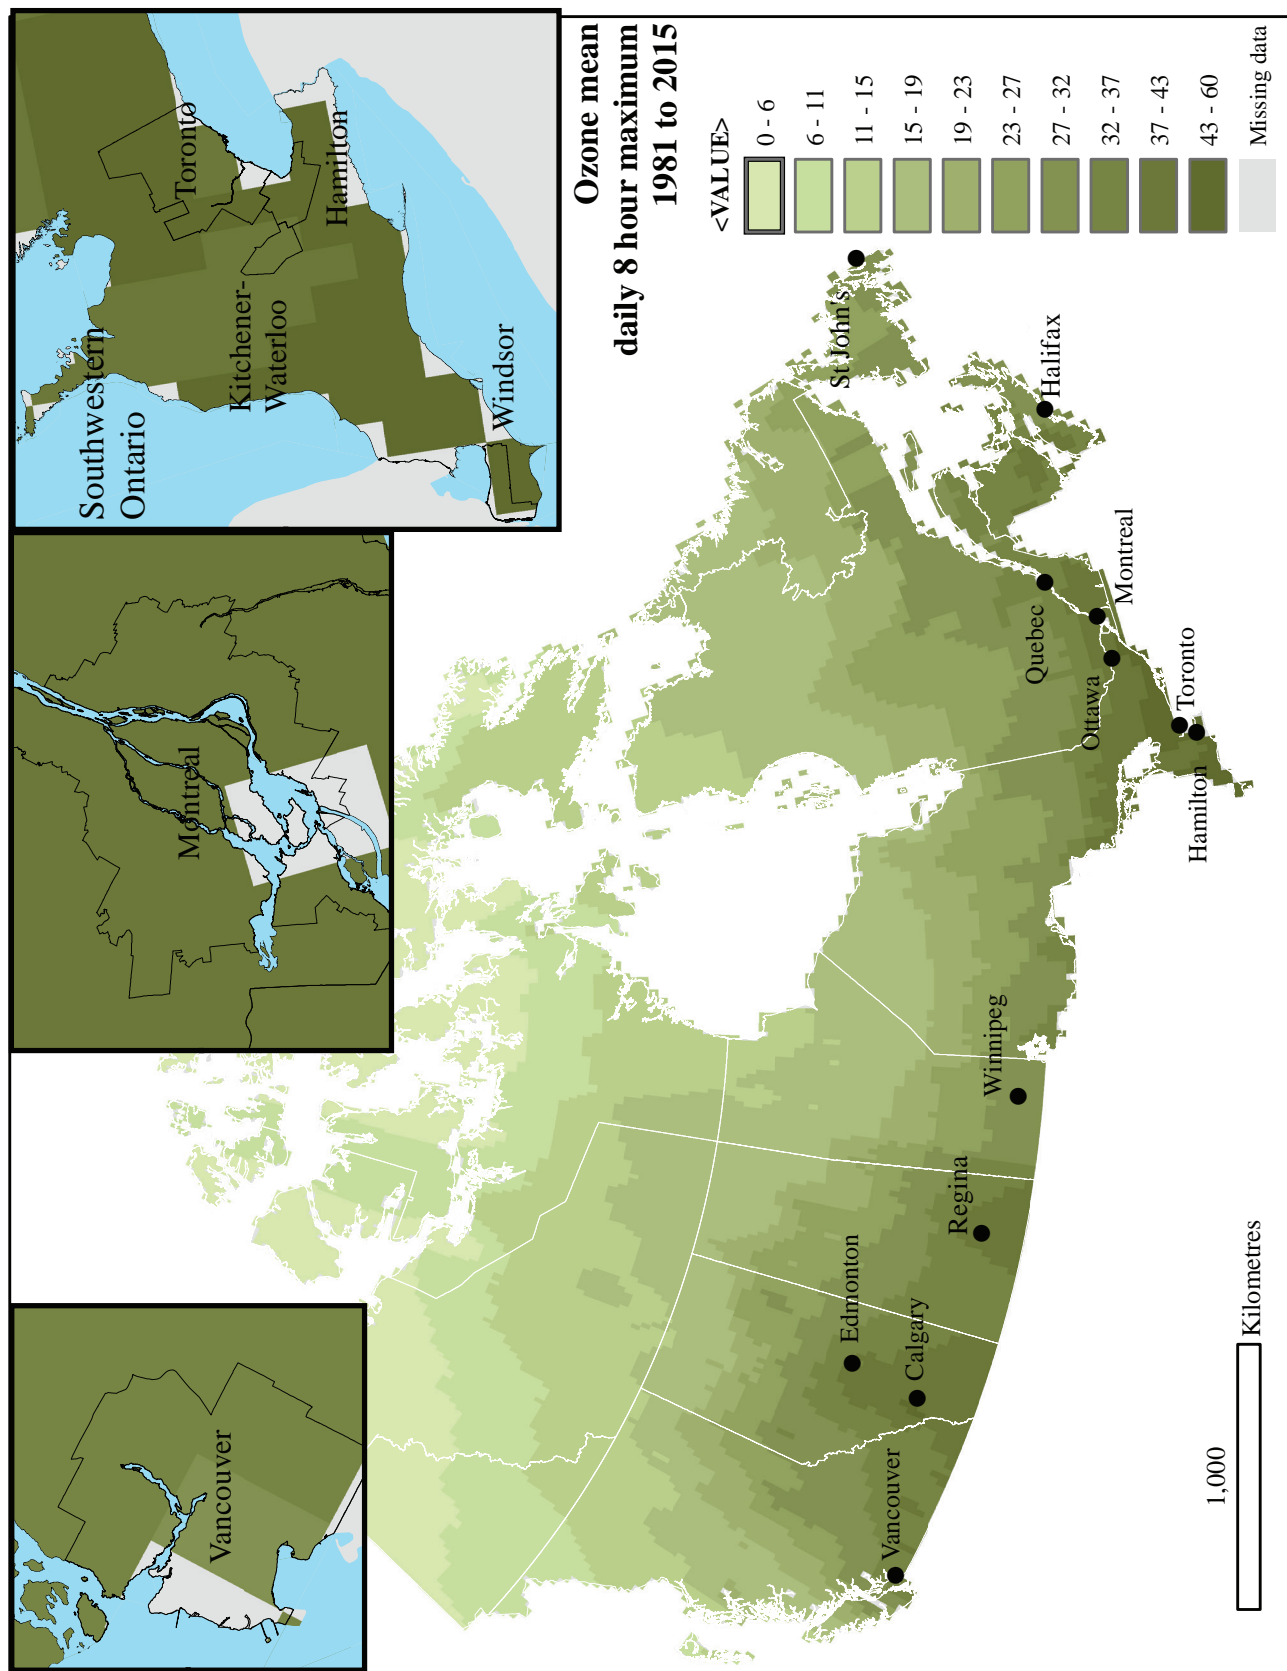 Vancouver
Montreal
Southwestern
Ontario
Toronto
Kitchener-
Waterloo
Hamilton
Windsor
Ozone mean
daily 8 hour maximum
1981 to 2015
<VALUE>
0 - 6
6 - 11
11 - 15
15 - 19
19 - 23
23 - 27
27 - 32
32 - 37
37 - 43
43 - 60
Missing data
St John's
Halifax
Edmonton
Calgary
Vancouver
Regina
Winnipeg
Quebec
Ottawa
Montreal
Toronto
Hamilton
1,000
Kilometres